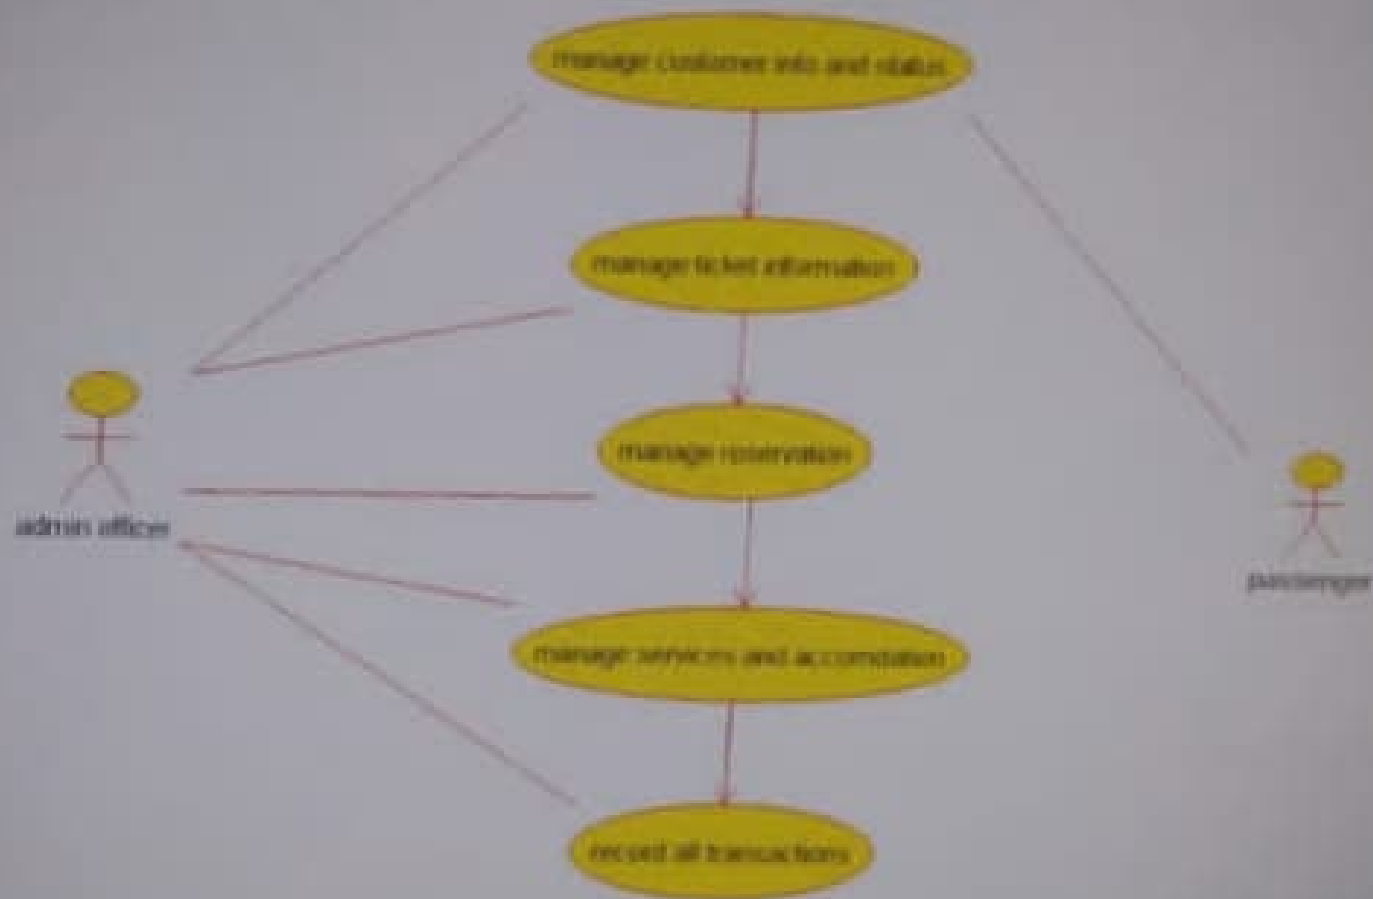 manage customer info and status
manage ticket information
manage reservation
admin officer
passenger
manage services and accomdation
record all transactions